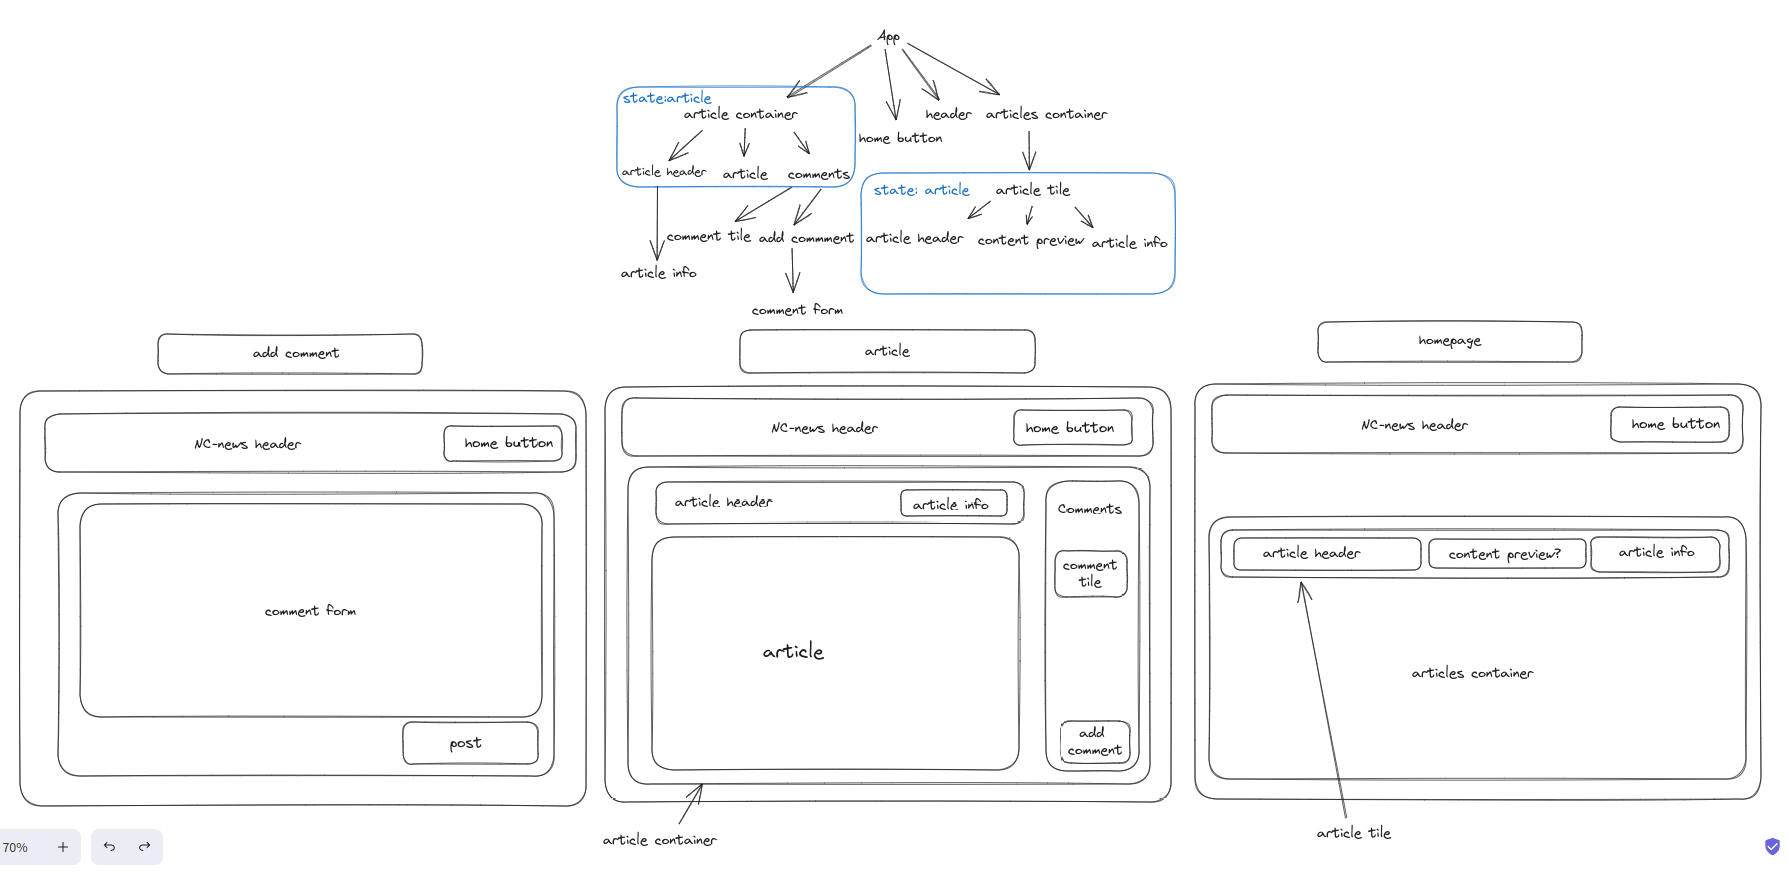 App
state:article
article container
header
articles container
home button
article header
article
comments
state: article
article tile
comment tile
add commment
article header
content preview
article info
article info
comment form
add comment
article
homepage
NC-news header
home button
comment form
post
NC-news header
home button
article header
article info
Comments
comment
tile
article
add
comment
article container
NC-news header
home button
article header
content preview?
article info
articles container
article tile
70%